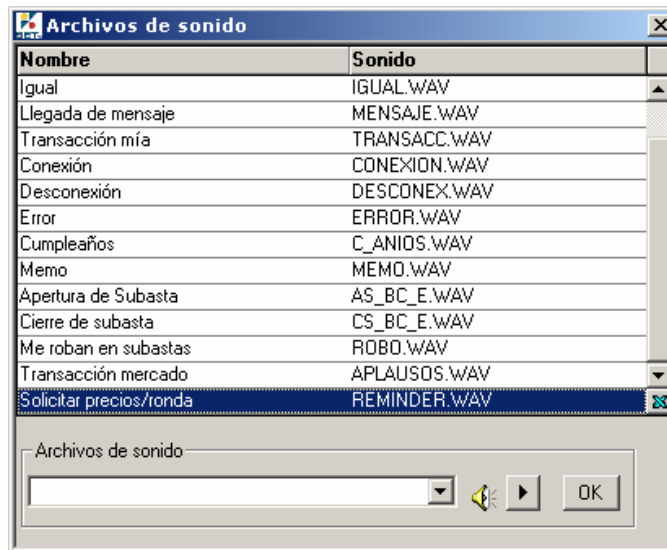 Archivos de sonido
Nombre Sonido
Igual IGUAL.WAV
Llegada de mensaje MENSAJE.WAV
Transacción mía TRANSACC.WAV
Conexión CONEXION.WAV
Desconexión DESCONEX.WAV
Error ERROR.WAV
Cumpleaños C_ANIOS.WAV
Memo MEMO.WAV
Apertura de Subasta AS_BC_E.WAV
Cierre de subasta CS_BC_E.WAV
Me roban en subastas ROBO.WAV
Transacción mercado APLAUSOS.WAV
Solicitar precios/ronda REMINDER.WAV
Archivos de sonido
OK